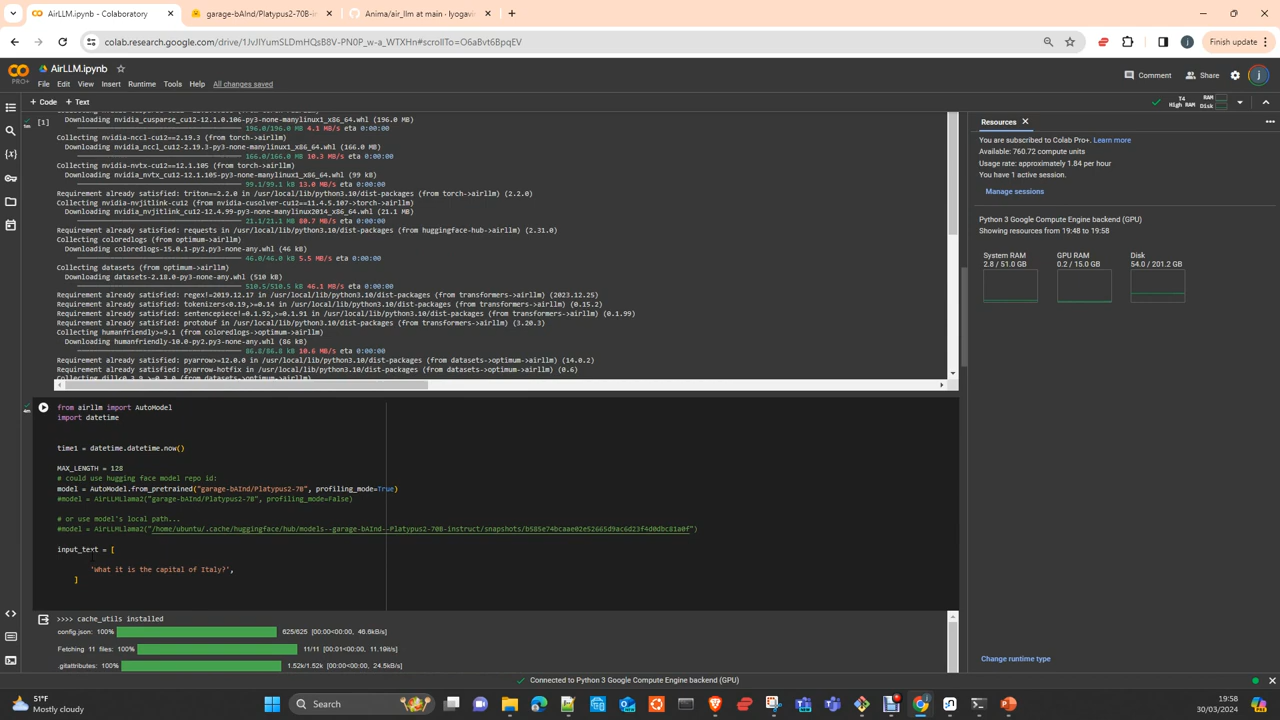 AirLLM.ipynb - Colaboratory
garage-bAInd/Platypus2-70B-in
Anima/air_llm at main · lyogavin
colab.research.google.com/drive/1JvJlYumSLDmHQsB8V-PN0P_w-a_WTXHn#scrollTo=O6aBvt6BpqEV
Finish update
AirLLM.ipynb
PRO+
File Edit View Insert Runtime Tools Help All changes saved
Comment Share
+ Code + Text
T4
High RAM
RAM
Disk
[1]
Downloading nvidia_cusparse_cu12-12.1.0.106-py3-none-manylinux1_x86_64.whl (196.0 MB)
196.0/196.0 MB 4.1 MB/s eta 0:00:00
Collecting nvidia-nccl-cu12==2.19.3 (from torch->airllm)
Downloading nvidia_nccl_cu12-2.19.3-py3-none-manylinux1_x86_64.whl (166.0 MB)
166.0/166.0 MB 10.3 MB/s eta 0:00:00
Collecting nvidia-nvtx-cu12==12.1.105 (from torch->airllm)
Downloading nvidia_nvtx_cu12-12.1.105-py3-none-manylinux1_x86_64.whl (99 kB)
99.1/99.1 kB 13.0 MB/s eta 0:00:00
Requirement already satisfied: triton==2.2.0 in /usr/local/lib/python3.10/dist-packages (from torch->airllm) (2.2.0)
Collecting nvidia-nvjitlink-cu12 (from nvidia-cusolver-cu12==11.4.5.107->torch->airllm)
Downloading nvidia_nvjitlink_cu12-12.4.99-py3-none-manylinux2014_x86_64.whl (21.1 MB)
21.1/21.1 MB 80.7 MB/s eta 0:00:00
Requirement already satisfied: requests in /usr/local/lib/python3.10/dist-packages (from huggingface-hub->airllm) (2.31.0)
Collecting coloredlogs (from optimum->airllm)
Downloading coloredlogs-15.0.1-py2.py3-none-any.whl (46 kB)
46.0/46.0 kB 5.5 MB/s eta 0:00:00
Collecting datasets (from optimum->airllm)
Downloading datasets-2.18.0-py3-none-any.whl (510 kB)
510.5/510.5 kB 46.1 MB/s eta 0:00:00
Requirement already satisfied: regex!=2019.12.17 in /usr/local/lib/python3.10/dist-packages (from transformers->airllm) (2023.12.25)
Requirement already satisfied: tokenizers<0.19,>=0.14 in /usr/local/lib/python3.10/dist-packages (from transformers->airllm) (0.15.2)
Requirement already satisfied: sentencepiece!=0.1.92,>=0.1.91 in /usr/local/lib/python3.10/dist-packages (from transformers->airllm) (0.1.99)
Requirement already satisfied: protobuf in /usr/local/lib/python3.10/dist-packages (from transformers->airllm) (3.20.3)
Collecting humanfriendly>=9.1 (from coloredlogs->optimum->airllm)
Downloading humanfriendly-10.0-py2.py3-none-any.whl (86 kB)
86.8/86.8 kB 10.6 MB/s eta 0:00:00
Requirement already satisfied: pyarrow>=12.0.0 in /usr/local/lib/python3.10/dist-packages (from datasets->optimum->airllm) (14.0.2)
Requirement already satisfied: pyarrow-hotfix in /usr/local/lib/python3.10/dist-packages (from datasets->optimum->airllm) (0.6)
from airllm import AutoModel
import datetime
time1 = datetime.datetime.now()
MAX_LENGTH = 128
# could use hugging face model repo id:
model = AutoModel.from_pretrained("garage-bAInd/Platypus2-7B", profiling_mode=True)
#model = AirLLMLlama2("garage-bAInd/Platypus2-7B", profiling_mode=False)
# or use model's local path...
#model = AirLLMLlama2("/home/ubuntu/.cache/huggingface/hub/models--garage-bAInd--Platypus2-70B-instruct/snapshots/b585e74bcaae02e52665d9ac6d23f4d0dbc81a0f")
input_text = [
'What it is the capital of Italy?',
]
>>>> cache_utils installed
config.json: 100% 625/625 [00:00<00:00, 46.6kB/s]
Fetching 11 files: 100% 11/11 [00:01<00:00, 11.19it/s]
.gitattributes: 100% 1.52k/1.52k [00:00<00:00, 24.5kB/s]
Resources
You are subscribed to Colab Pro+. Learn more
Available: 760.72 compute units
Usage rate: approximately 1.84 per hour
You have 1 active session.
Manage sessions
Python 3 Google Compute Engine backend (GPU)
Showing resources from 19:48 to 19:58
System RAM
2.8 / 51.0 GB
GPU RAM
0.2 / 15.0 GB
Disk
54.0 / 201.2 GB
Change runtime type
Connected to Python 3 Google Compute Engine backend (GPU)
51°F
Mostly cloudy
Search
19:58
30/03/2024